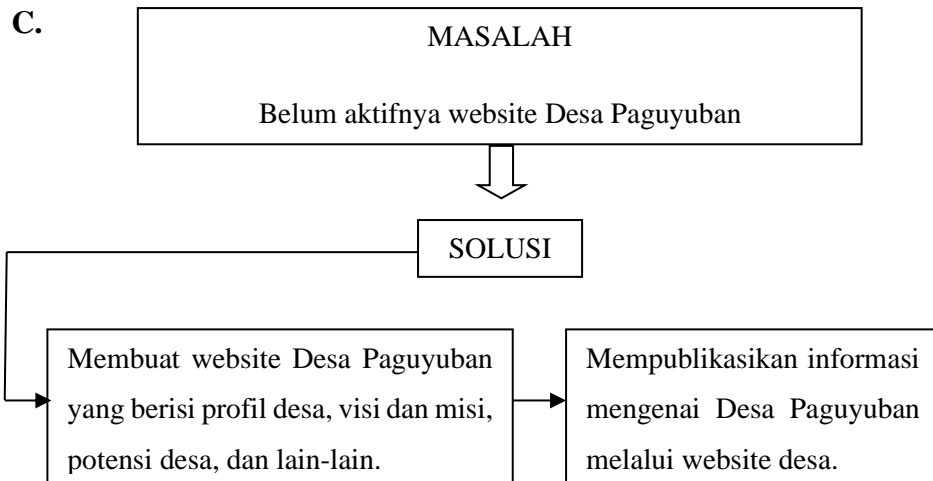 C.
MASALAH
Belum aktifnya website Desa Paguyuban
SOLUSI
Membuat website Desa Paguyuban
yang berisi profil desa, visi dan misi,
potensi desa, dan lain-lain.
Mempublikasikan informasi
mengenai Desa Paguyuban
melalui website desa.